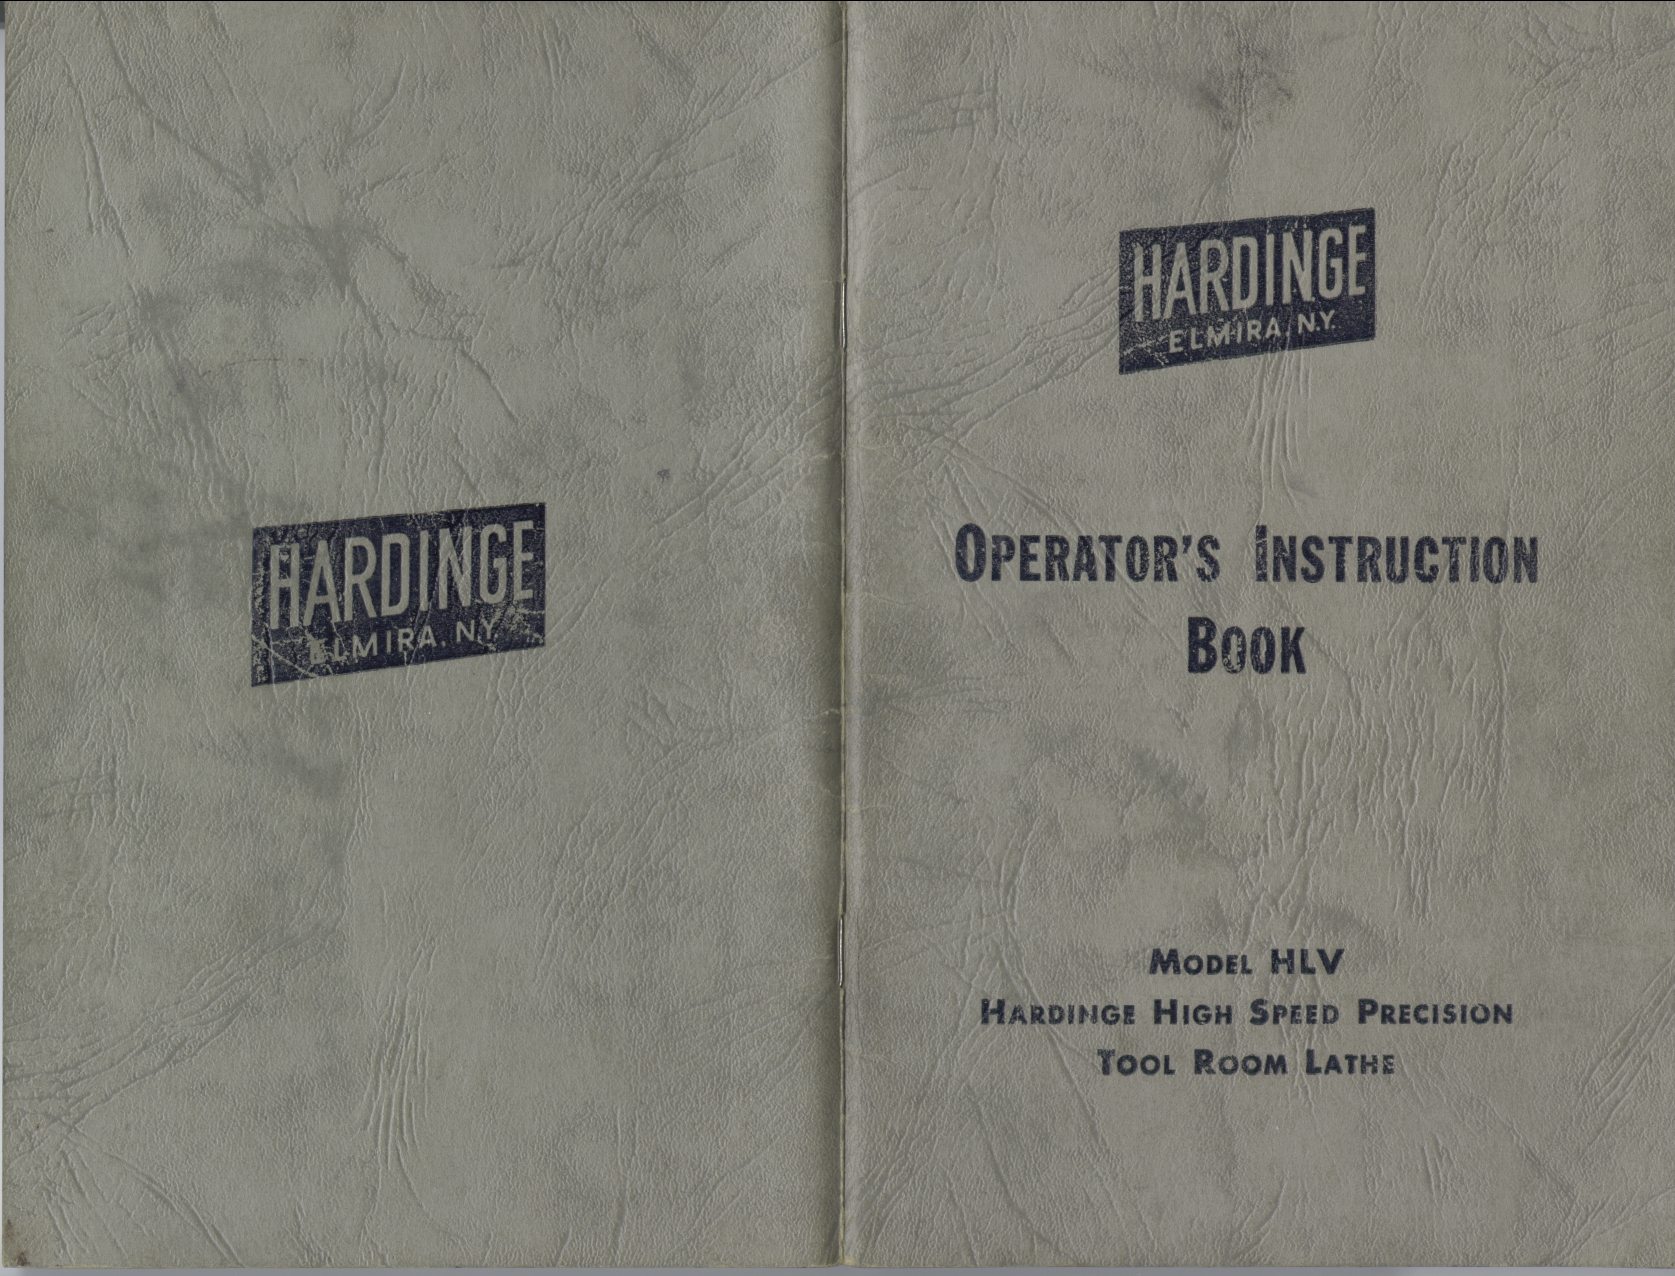 HARDINGE
ELMIRA, N.Y.
HARDINGE
ELMIRA, N.Y.
OPERATOR'S INSTRUCTION
BOOK
MODEL HLV
HARDINGE HIGH SPEED PRECISION
TOOL ROOM LATHE